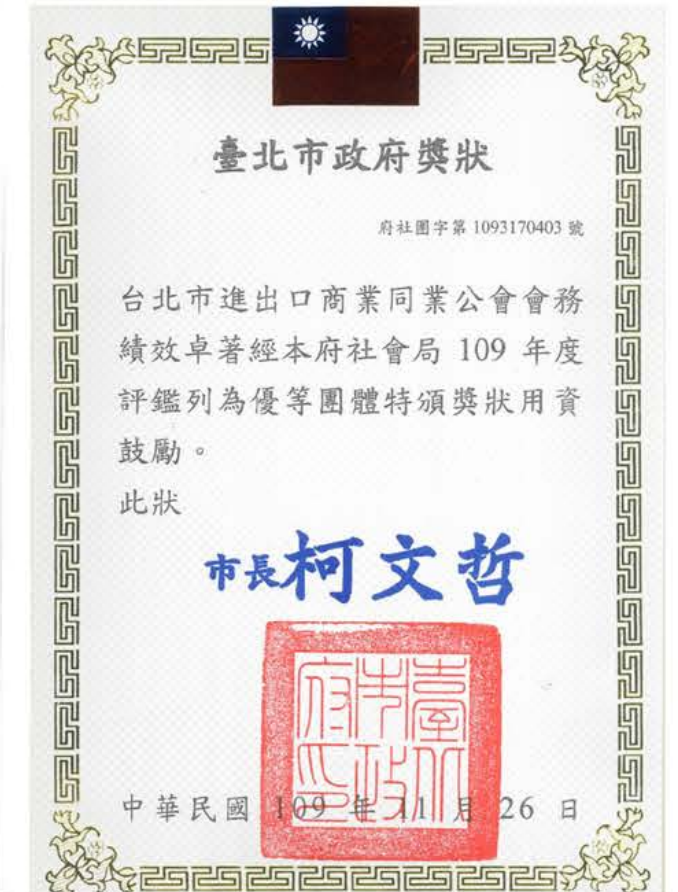 臺北市政府獎狀
府社團字第 1093170403 號
台北市進出口商業同業公會會務
績效卓著經本府社會局 109 年度
評鑑列為優等團體特頒獎狀用資
鼓勵。
此狀
市長柯文哲
臺北市政府印
中華民國 109 年 11 月 26 日